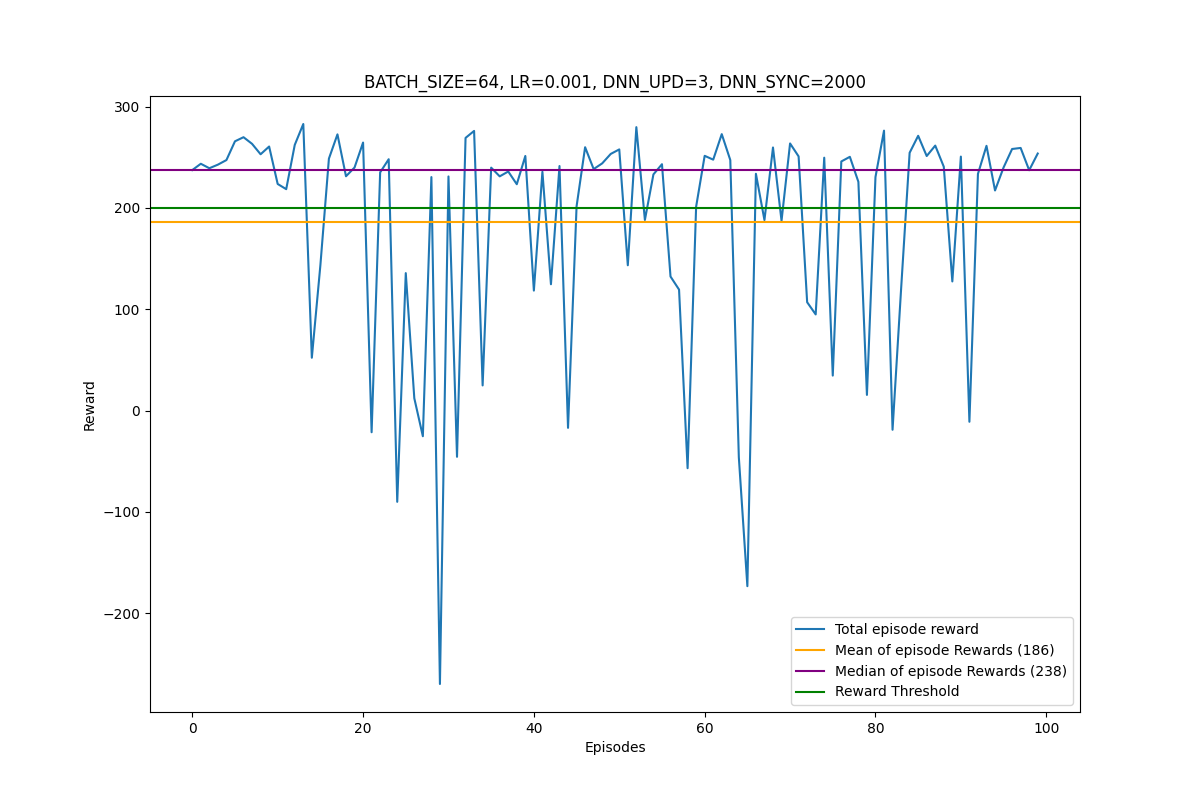 BATCH_SIZE=64, LR=0.001, DNN_UPD=3, DNN_SYNC=2000
300
200
100
0
−100
−200
Reward
0 20 40 60 80 100
Episodes
Total episode reward
Mean of episode Rewards (186)
Median of episode Rewards (238)
Reward Threshold